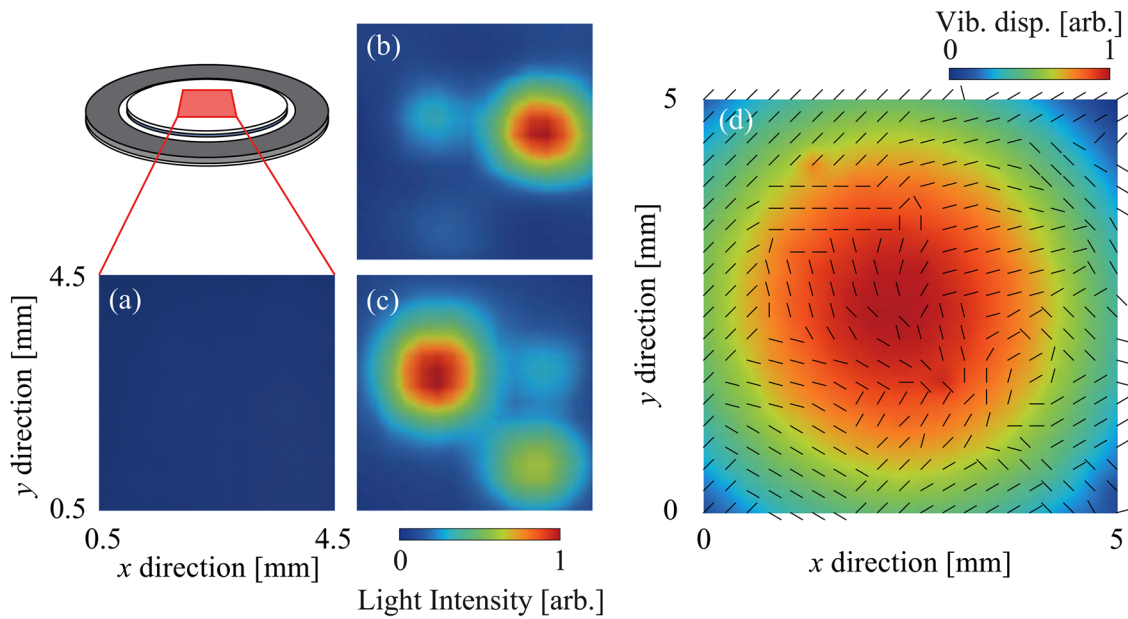 Vib. disp. [arb.]
0 1
(b)
5
(d)
4.5
(a)
(c)
y direction [mm]
y direction [mm]
0.5
0
0.5 4.5
0 1
0 5
x direction [mm]
x direction [mm]
Light Intensity [arb.]